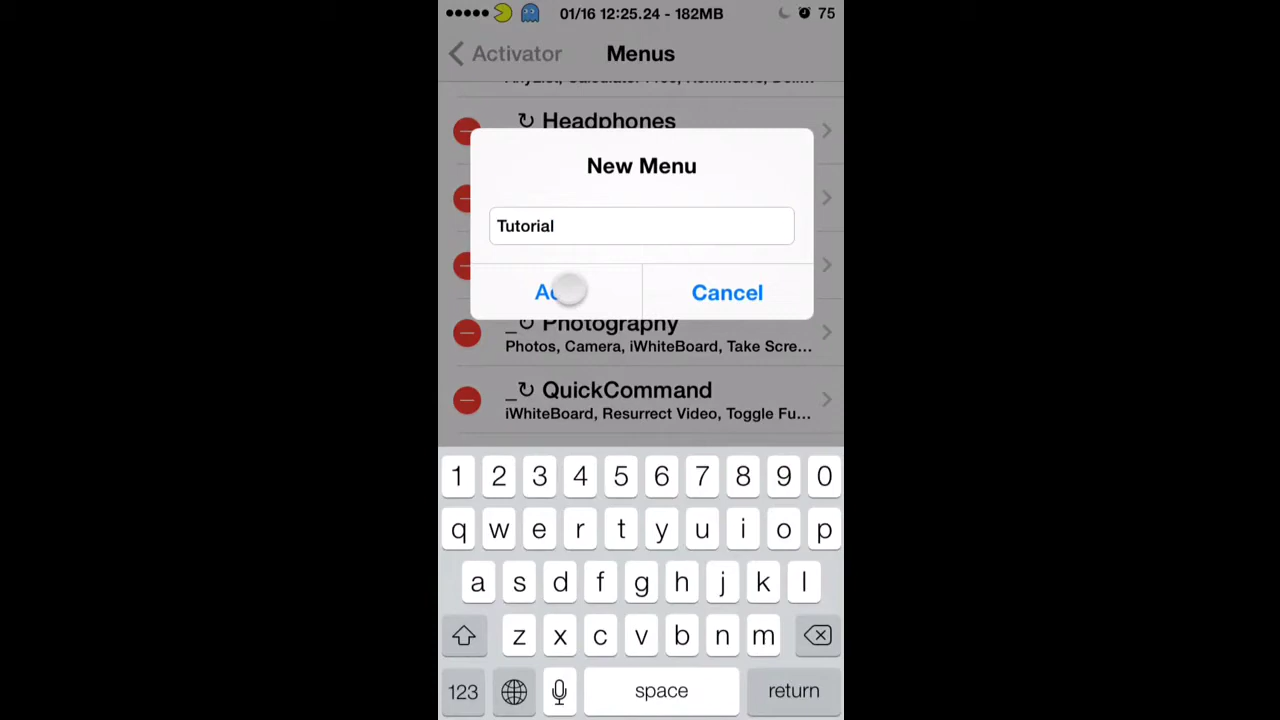 01/16 12:25.24 - 182MB
75
Activator
Menus
_↻ Headphones
New Menu
Tutorial
Cancel
_↻ Photography
Photos, Camera, iWhiteBoard, Take Scre...
_↻ QuickCommand
iWhiteBoard, Resurrect Video, Toggle Fu...
1 2 3 4 5 6 7 8 9 0
q w e r t y u i o p
a s d f g h j k l
z x c v b n m
123 space return